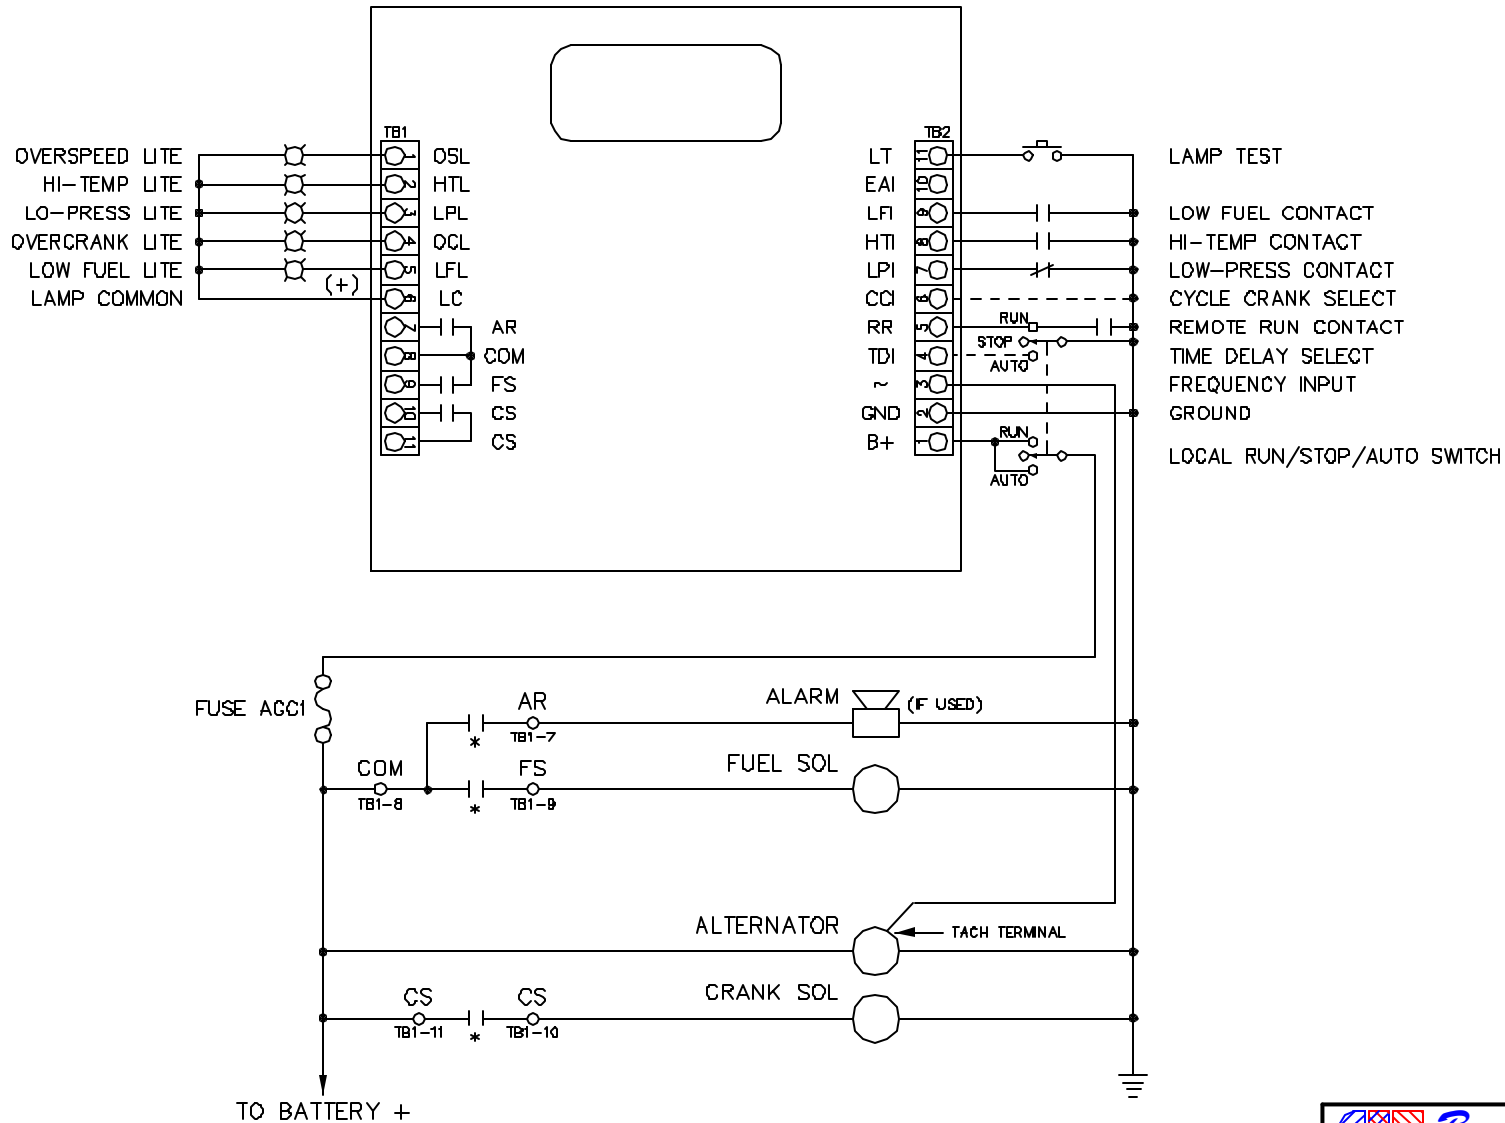 TB1 TB2
OVERSPEED LITE 1 OSL LT 11 LAMP TEST
HI-TEMP LITE 2 HTL EAI 10
LO-PRESS LITE 3 LPL LFI 9 LOW FUEL CONTACT
OVERCRANK LITE 4 OCL HTI 8 HI-TEMP CONTACT
LOW FUEL LITE 5 LFL LPI 7 LOW-PRESS CONTACT
LAMP COMMON (+) 6 LC CCI 6 CYCLE CRANK SELECT
7 AR RR 5 RUN REMOTE RUN CONTACT
STOP
8 COM TDI 4 TIME DELAY SELECT
AUTO
9 FS ~ 3 FREQUENCY INPUT
10 CS GND 2 GROUND
RUN
11 CS B+ 1
LOCAL RUN/STOP/AUTO SWITCH
AUTO
FUSE AGC1
AR ALARM (IF USED)
* TB1-7
COM FS FUEL SOL
TB1-8 * TB1-9
ALTERNATOR TACH TERMINAL
CS CS CRANK SOL
TB1-11 * TB1-10
TO BATTERY +